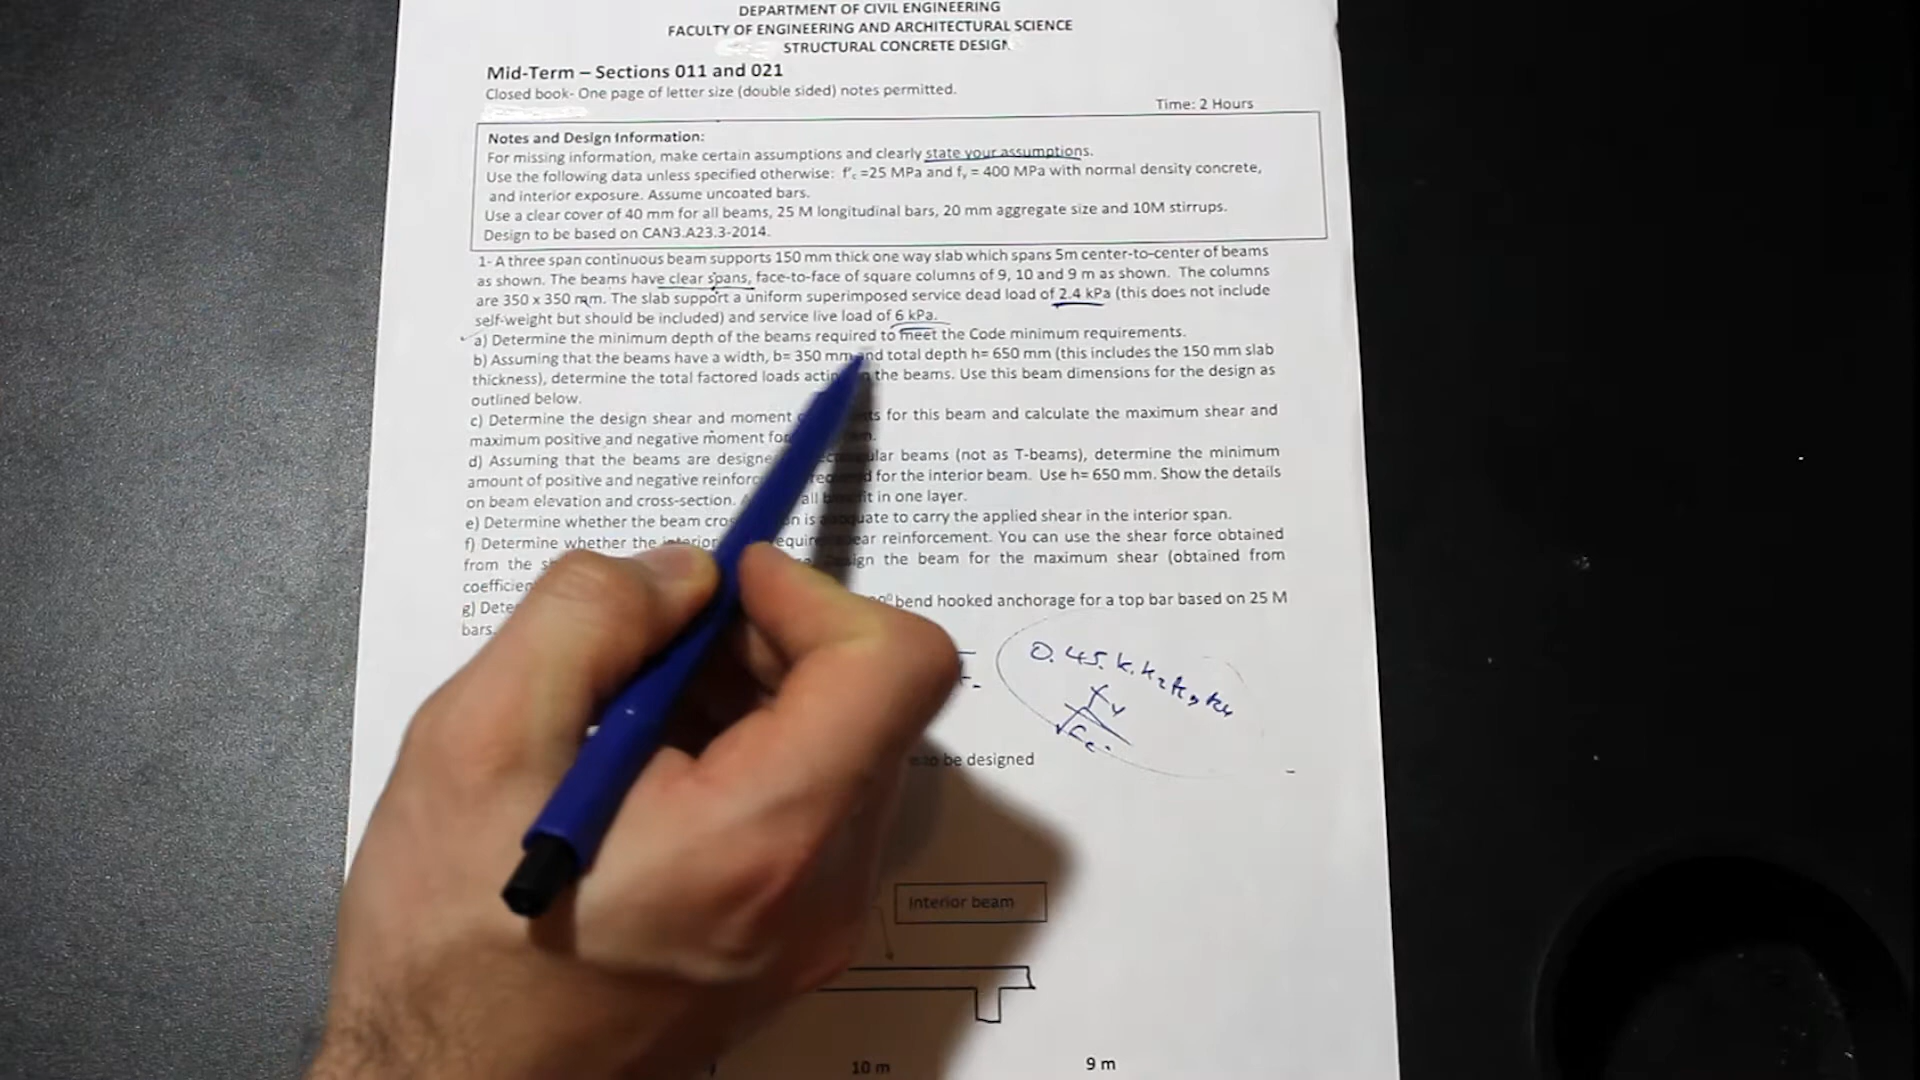 DEPARTMENT OF CIVIL ENGINEERING
FACULTY OF ENGINEERING AND ARCHITECTURAL SCIENCE
STRUCTURAL CONCRETE DESIGN
Mid-Term – Sections 011 and 021
Closed book- One page of letter size (double sided) notes permitted.
Time: 2 Hours
Notes and Design Information:
For missing information, make certain assumptions and clearly state your assumptions.
Use the following data unless specified otherwise: f'c =25 MPa and fy = 400 MPa with normal density concrete,
and interior exposure. Assume uncoated bars.
Use a clear cover of 40 mm for all beams, 25 M longitudinal bars, 20 mm aggregate size and 10M stirrups.
Design to be based on CAN3.A23.3-2014.
1- A three span continuous beam supports 150 mm thick one way slab which spans 5m center-to-center of beams
as shown. The beams have clear spans, face-to-face of square columns of 9, 10 and 9 m as shown. The columns
are 350 x 350 mm. The slab support a uniform superimposed service dead load of 2.4 kPa (this does not include
self-weight but should be included) and service live load of 6 kPa.
a) Determine the minimum depth of the beams required to meet the Code minimum requirements.
b) Assuming that the beams have a width, b= 350 mm and total depth h= 650 mm (this includes the 150 mm slab
thickness), determine the total factored loads the beams. Use this beam dimensions for the design as
outlined below.
c) Determine the design shear and moment for this beam and calculate the maximum shear and
maximum positive and negative moment
d) Assuming that the beams are beams (not as T-beams), determine the minimum
amount of positive and negative for the interior beam. Use h= 650 mm. Show the details
on beam elevation and cross-section. all fit in one layer.
e) Determine whether the beam is to carry the applied shear in the interior span.
f) Determine whether the reinforcement. You can use the shear force obtained
from the the beam for the maximum shear (obtained from
g) bend hooked anchorage for a top bar based on 25 M
bars.
0.45 k1 k2 k3 k4
fy
√f'c
be designed
Interior beam
10 m 9 m